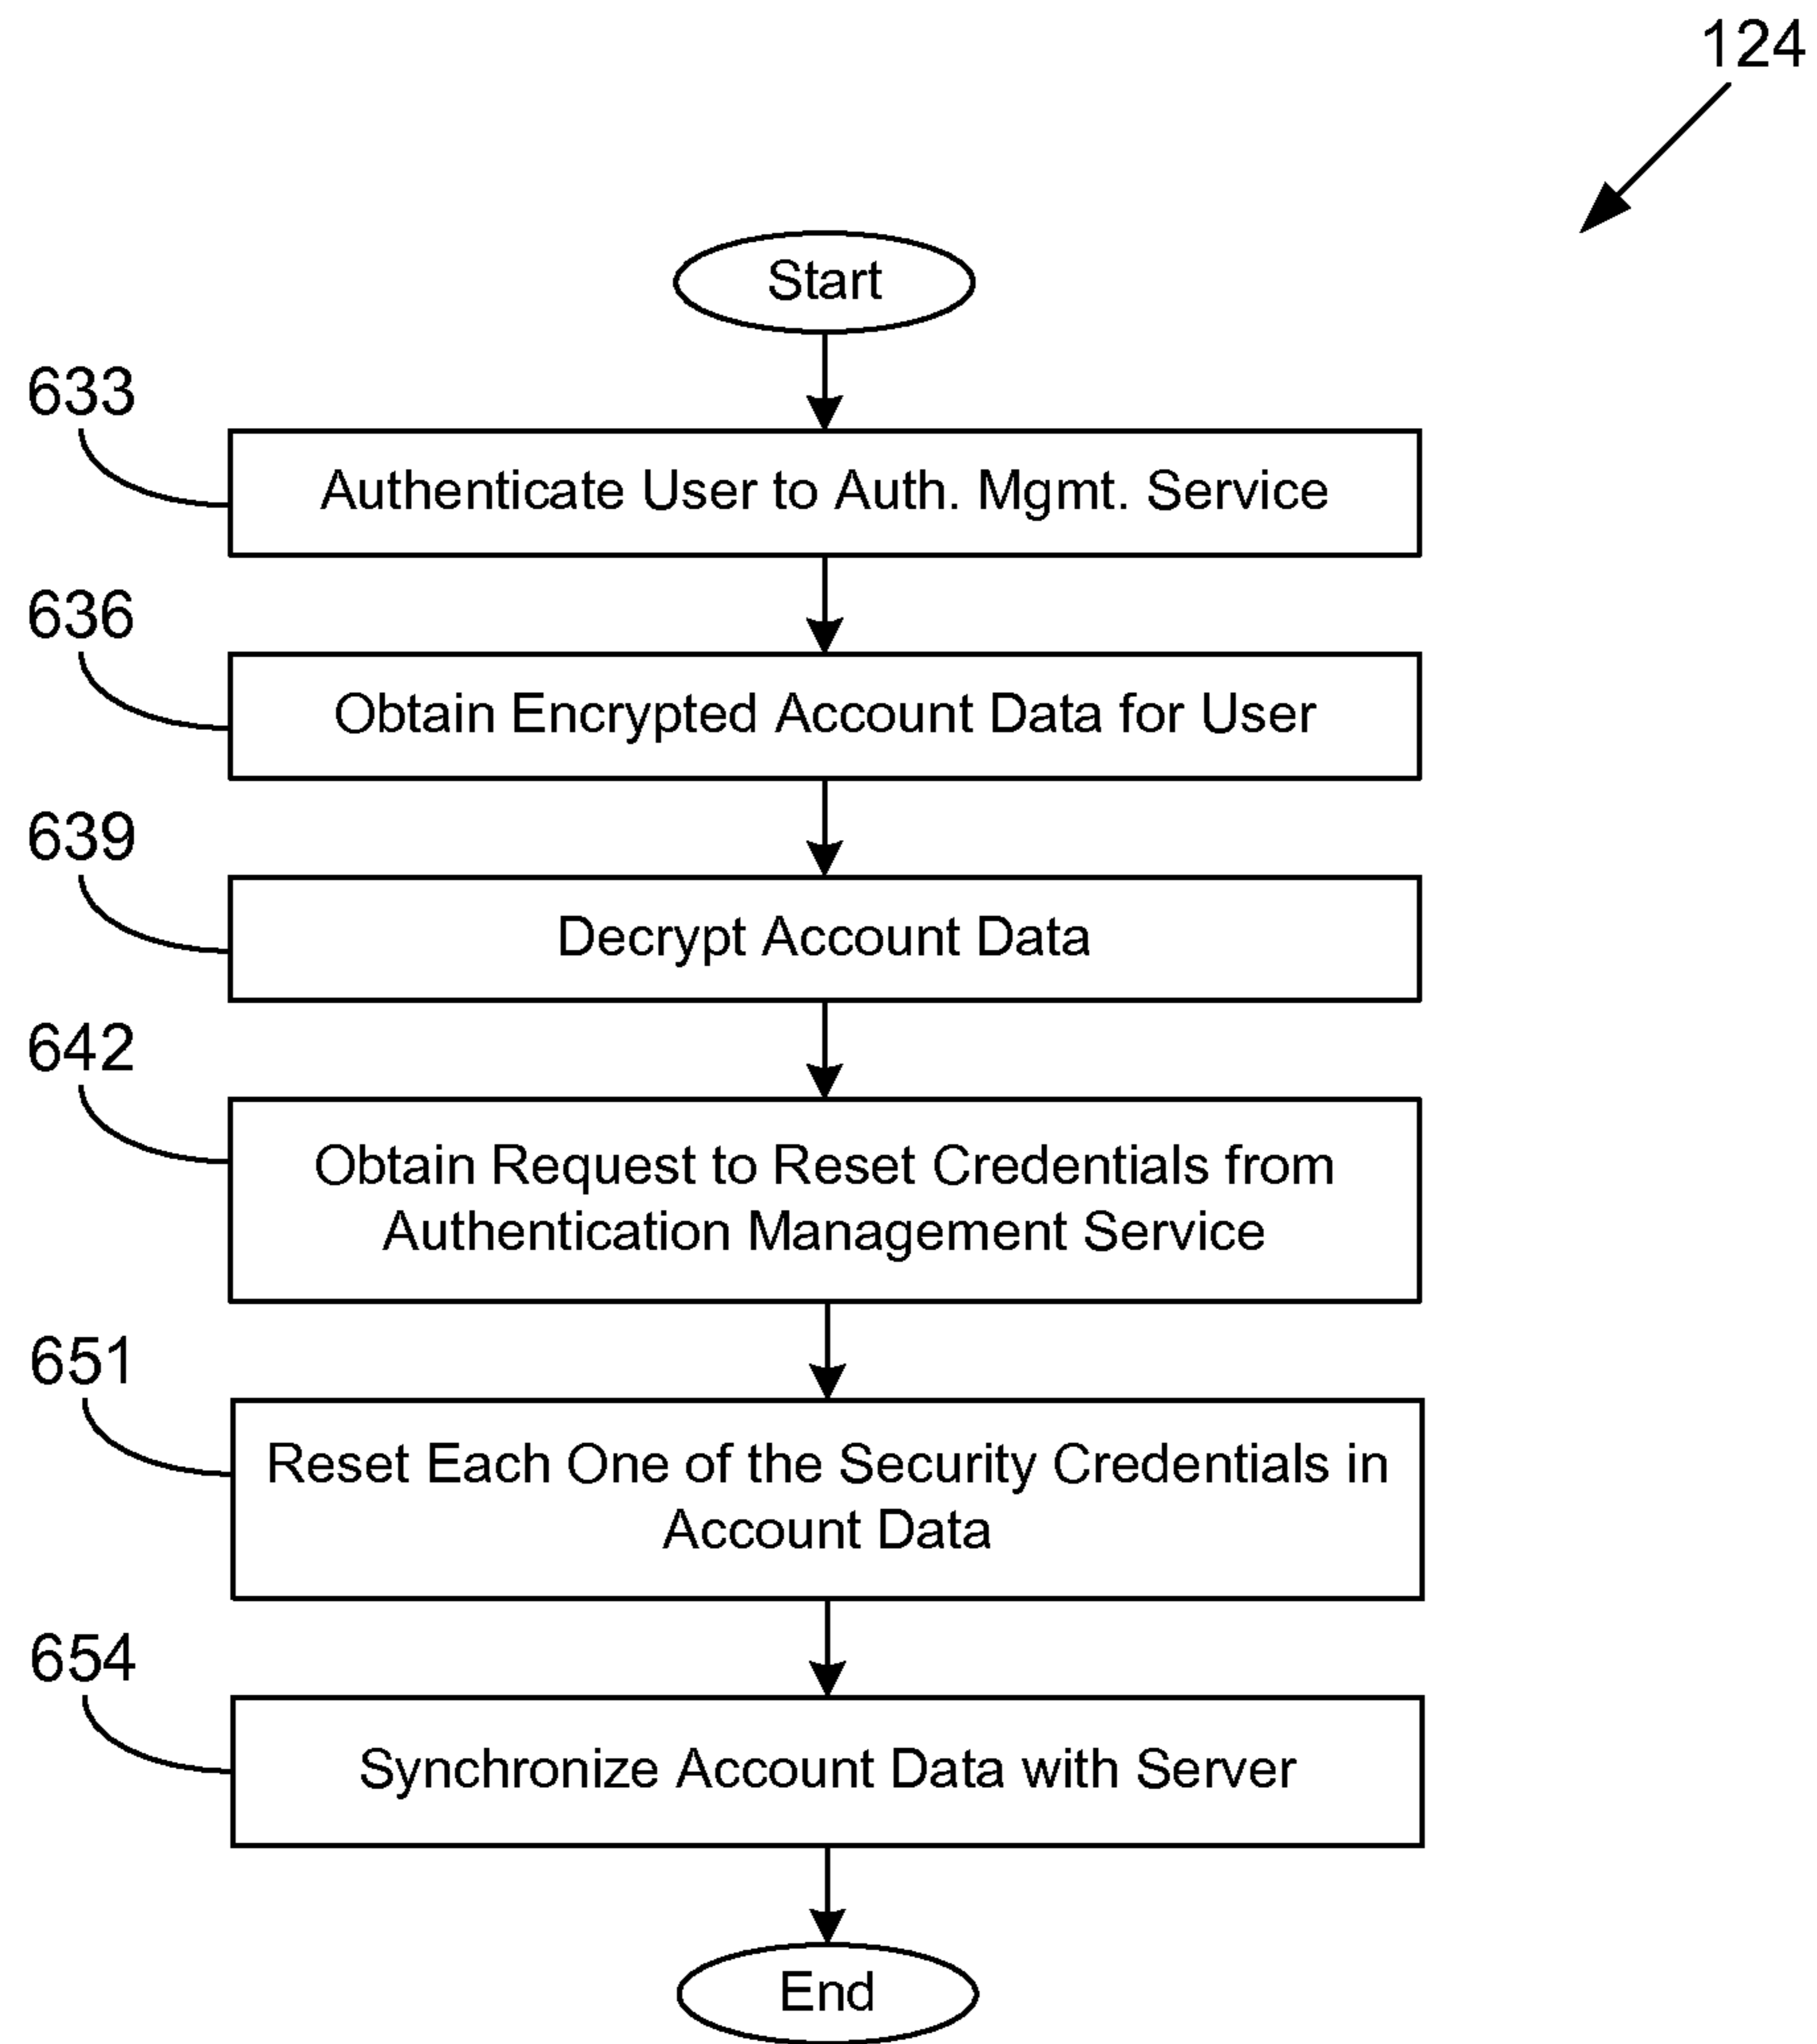 124
Start
633
Authenticate User to Auth. Mgmt. Service
636
Obtain Encrypted Account Data for User
639
Decrypt Account Data
642
Obtain Request to Reset Credentials from
Authentication Management Service
651
Reset Each One of the Security Credentials in
Account Data
654
Synchronize Account Data with Server
End